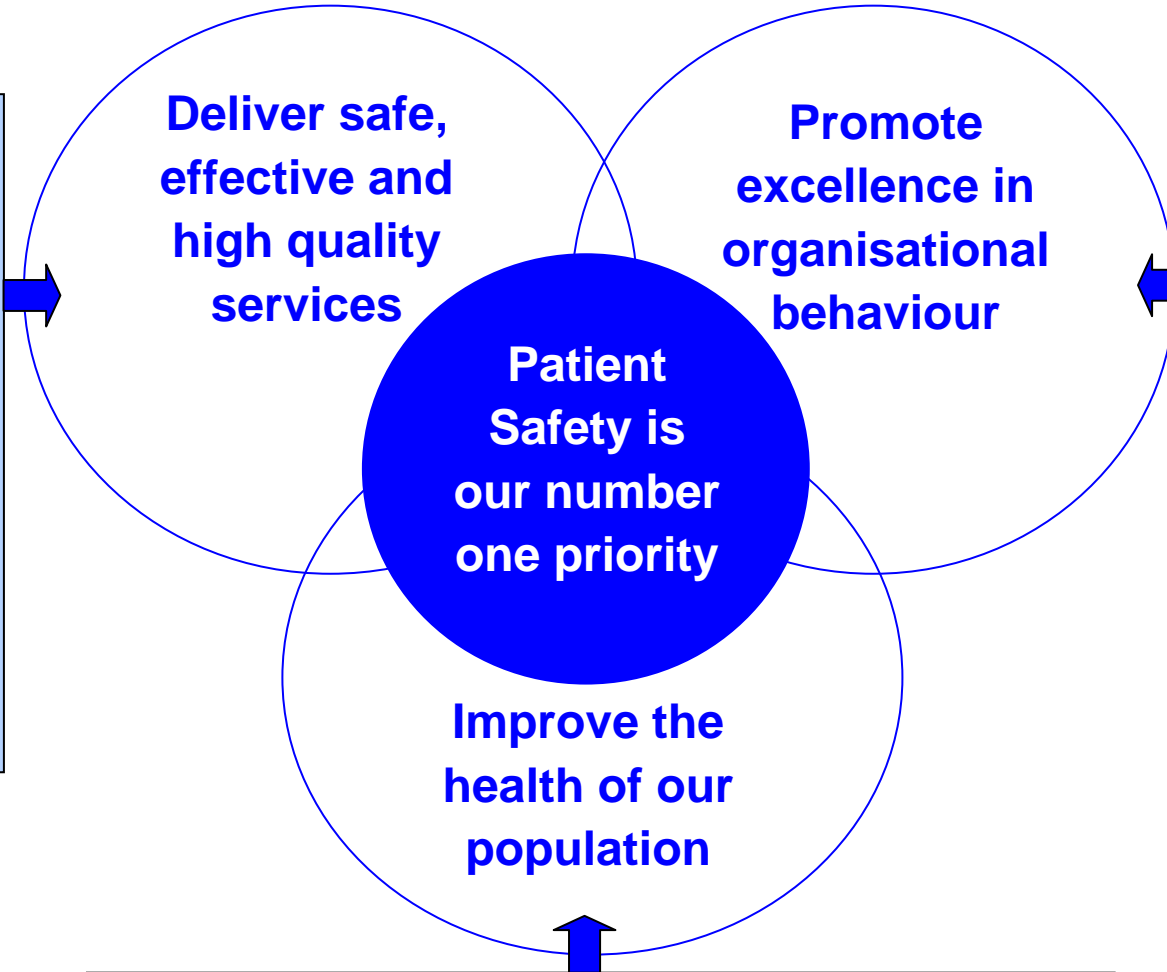 Deliver safe,
effective and
high quality
services
Promote
excellence in
organisational
behaviour
Patient
Safety is
our number
one priority
Improve the
health of our
population